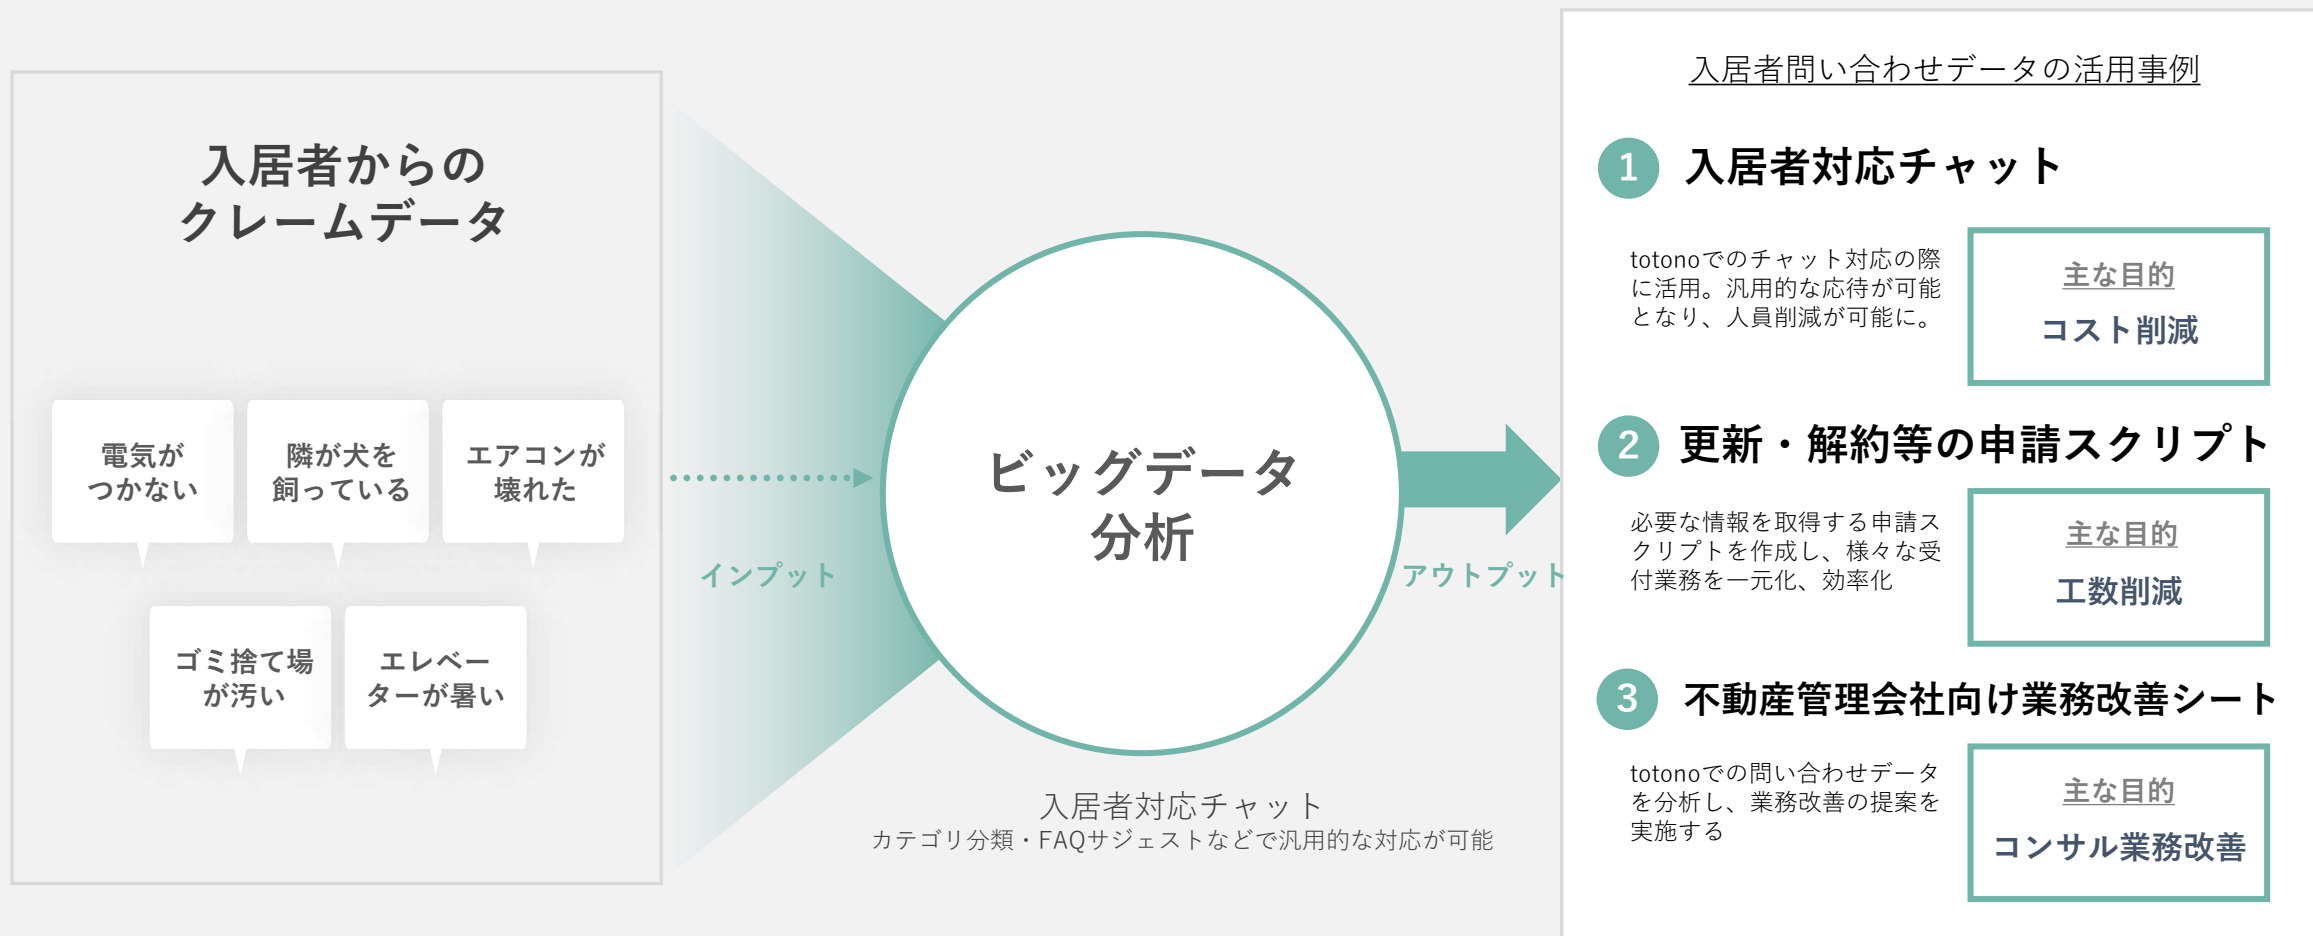 入居者からの
クレームデータ
電気が
つかない
隣が犬を
飼っている
エアコンが
壊れた
ゴミ捨て場
が汚い
エレベー
ターが暑い
インプット
ビッグデータ
分析
入居者対応チャット
カテゴリ分類・FAQサジェストなどで汎用的な対応が可能
アウトプット
入居者問い合わせデータの活用事例
1 入居者対応チャット
totonoでのチャット対応の際
に活用。汎用的な応待が可能
となり、人員削減が可能に。
主な目的
コスト削減
2 更新・解約等の申請スクリプト
必要な情報を取得する申請ス
クリプトを作成し、様々な受
付業務を一元化、効率化
主な目的
工数削減
3 不動産管理会社向け業務改善シート
totonoでの問い合わせデータ
を分析し、業務改善の提案を
実施する
主な目的
コンサル業務改善